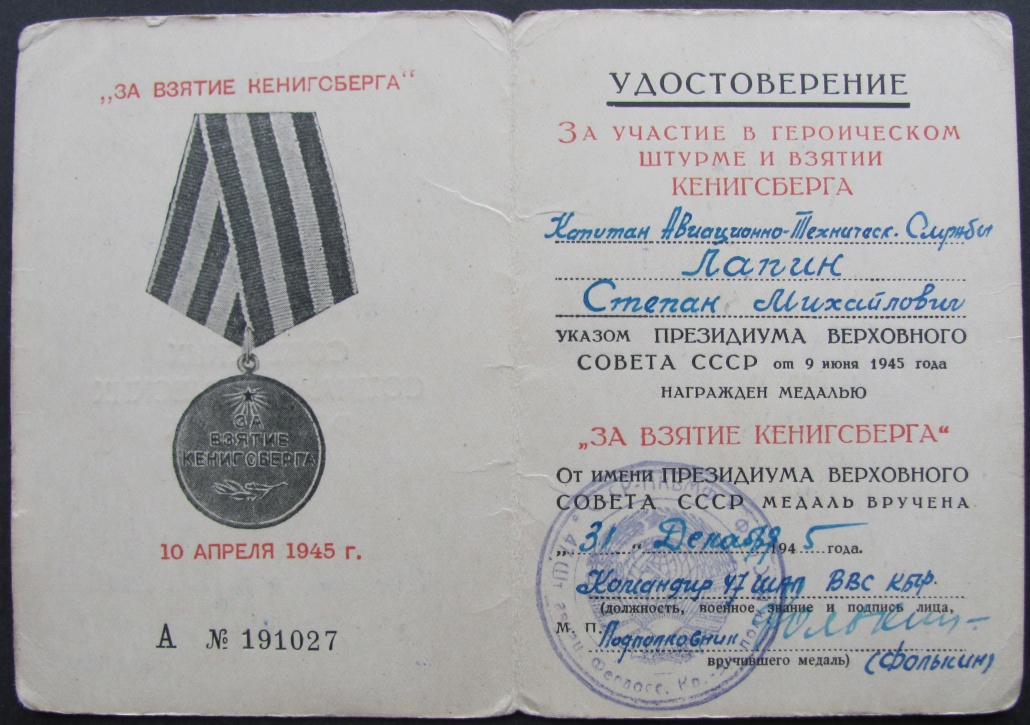 „ЗА ВЗЯТИЕ КЕНИГСБЕРГА“
ЗА
ВЗЯТИЕ
КЕНИГСБЕРГА
10 АПРЕЛЯ 1945 г.
А № 191027
УДОСТОВЕРЕНИЕ
ЗА УЧАСТИЕ В ГЕРОИЧЕСКОМ
ШТУРМЕ И ВЗЯТИИ
КЕНИГСБЕРГА
Капитан Авиационно-Техническ. Службы
Лапин
Степан Михайлович
УКАЗОМ ПРЕЗИДИУМА ВЕРХОВНОГО
СОВЕТА СССР от 9 июня 1945 года
НАГРАЖДЕН МЕДАЛЬЮ
„ЗА ВЗЯТИЕ КЕНИГСБЕРГА“
От имени ПРЕЗИДИУМА ВЕРХОВНОГО
СОВЕТА СССР МЕДАЛЬ ВРУЧЕНА
„31“ Декабря 1945 года.
Командир 47 ШАП ВВС
(должность, военное звание и подпись лица,
М. П. Подполковник
вручившего медаль) (Фолькин)